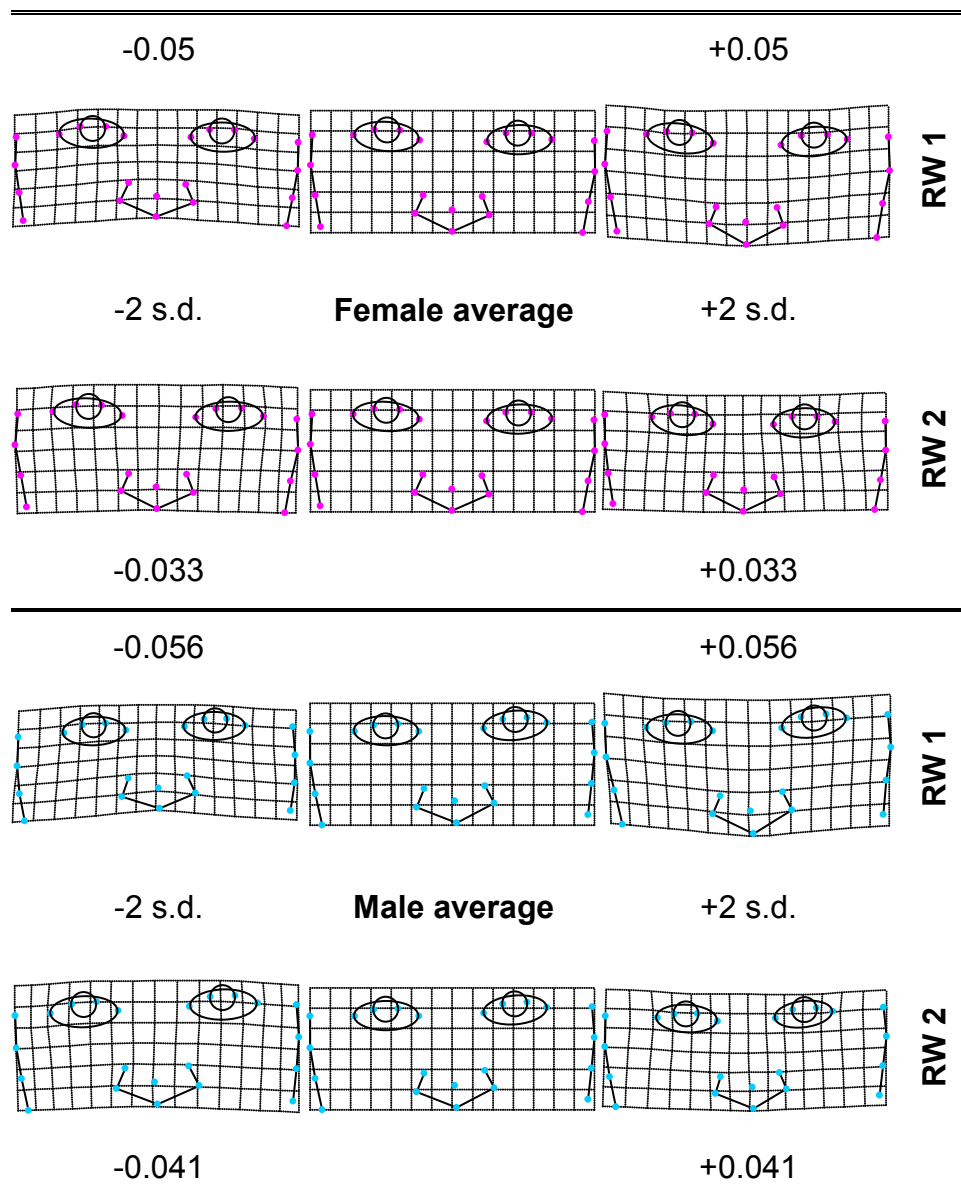 -0.05 +0.05
RW 1
-2 s.d. Female average +2 s.d.
RW 2
-0.033 +0.033
-0.056 +0.056
RW 1
-2 s.d. Male average +2 s.d.
RW 2
-0.041 +0.041